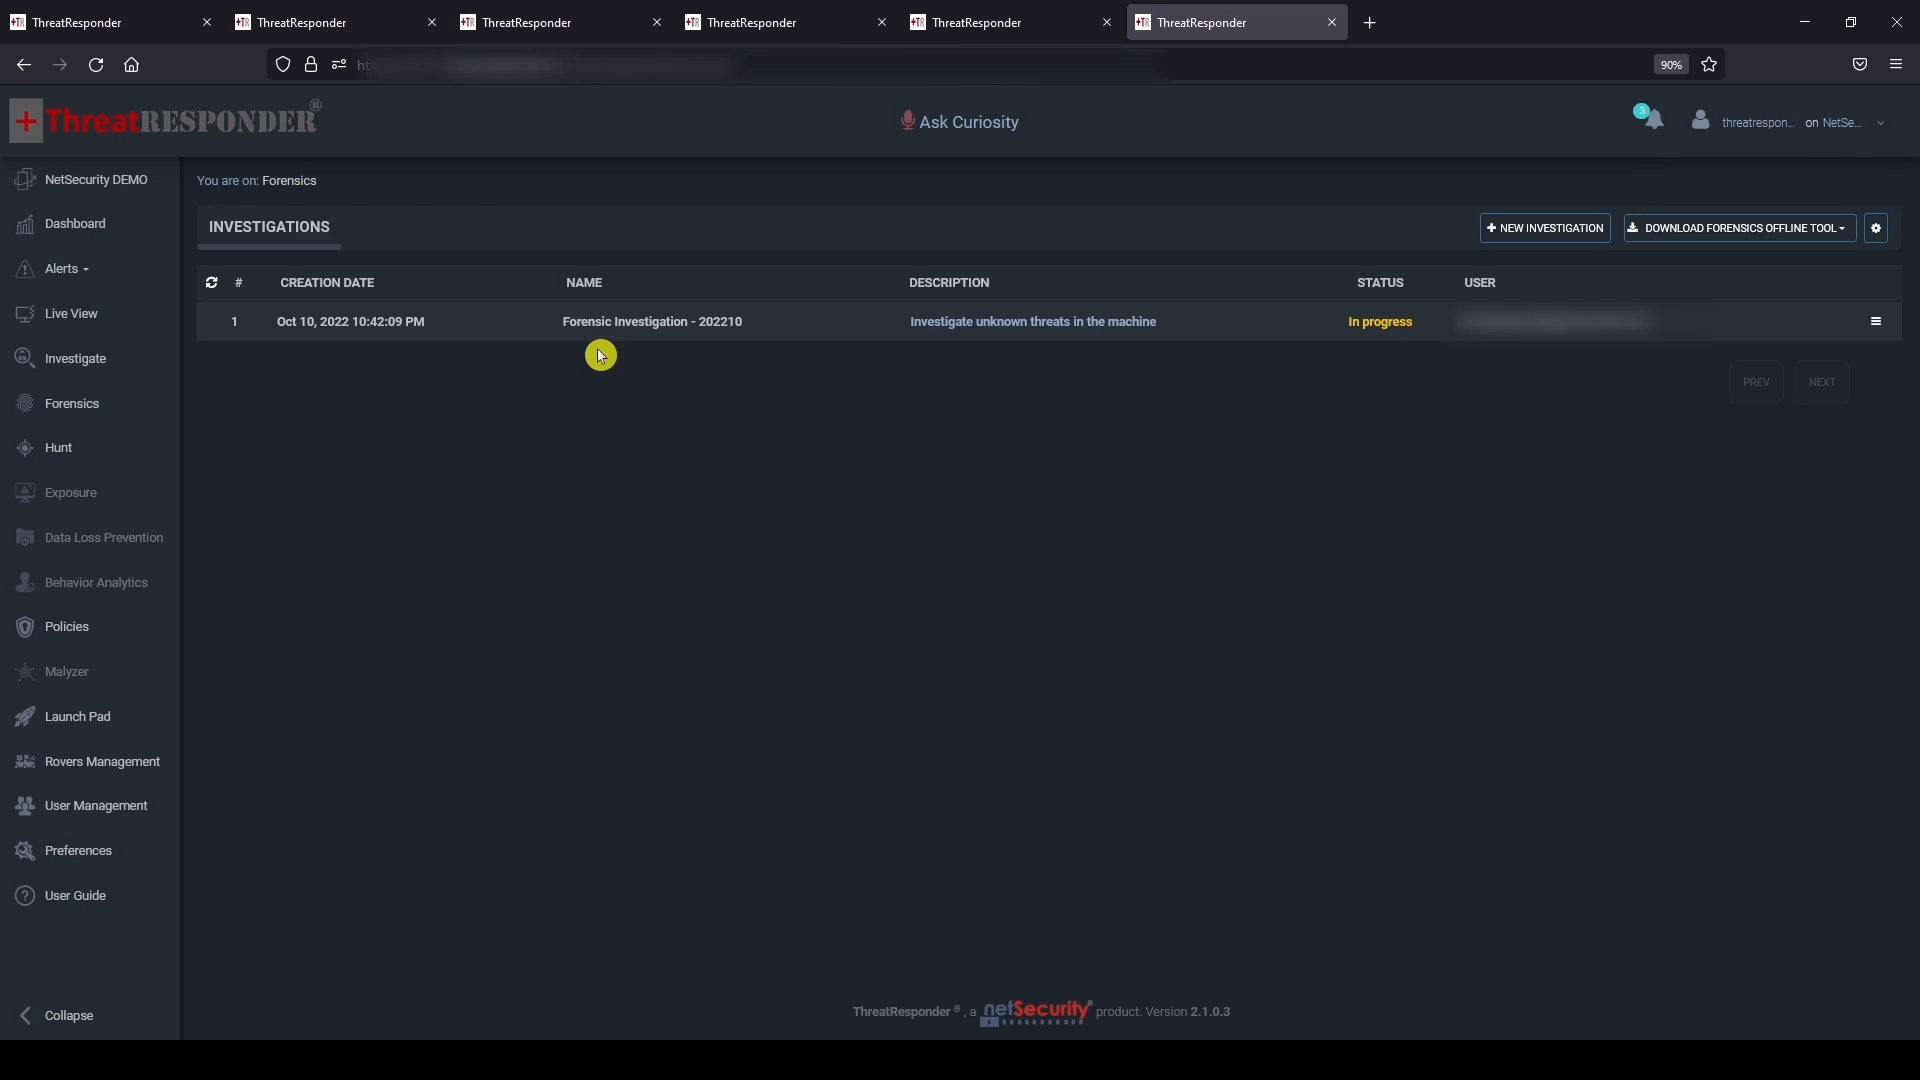 ThreatResponder
ThreatResponder
ThreatResponder
ThreatResponder
ThreatResponder
ThreatResponder
90%
ThreatRESPONDER®
Ask Curiosity
3
threatrespon... on NetSe...
NetSecurity DEMO
Dashboard
Alerts
Live View
Investigate
Forensics
Hunt
Exposure
Data Loss Prevention
Behavior Analytics
Policies
Malyzer
Launch Pad
Rovers Management
User Management
Preferences
User Guide
Collapse
You are on: Forensics
INVESTIGATIONS
NEW INVESTIGATION
DOWNLOAD FORENSICS OFFLINE TOOL
# CREATION DATE NAME DESCRIPTION STATUS USER
1 Oct 10, 2022 10:42:09 PM Forensic Investigation - 202210 Investigate unknown threats in the machine In progress
PREV NEXT
ThreatResponder ® , a netSecurity® product. Version 2.1.0.3